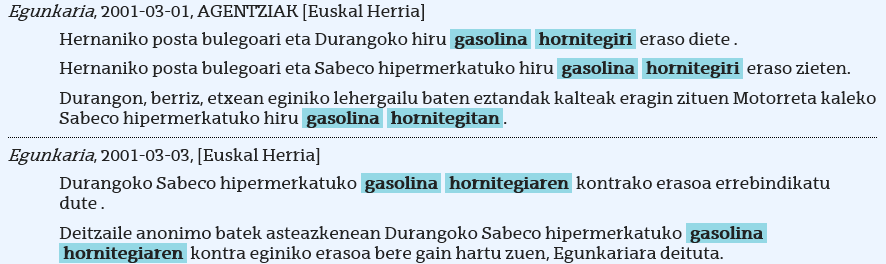 Egunkaria, 2001-03-01, AGENTZIAK [Euskal Herria]
Hernaniko posta bulegoari eta Durangoko hiru gasolina hornitegiri eraso diete .
Hernaniko posta bulegoari eta Sabeco hipermerkatuko hiru gasolina hornitegiri eraso zieten.
Durangon, berriz, etxean eginiko lehergailu baten eztandak kalteak eragin zituen Motorreta kaleko
Sabeco hipermerkatuko hiru gasolina hornitegitan.
Egunkaria, 2001-03-03, [Euskal Herria]
Durangoko Sabeco hipermerkatuko gasolina hornitegiaren kontrako erasoa errebindikatu
dute .
Deitzaile anonimo batek asteazkenean Durangoko Sabeco hipermerkatuko gasolina
hornitegiaren kontra eginiko erasoa bere gain hartu zuen, Egunkariara deituta.